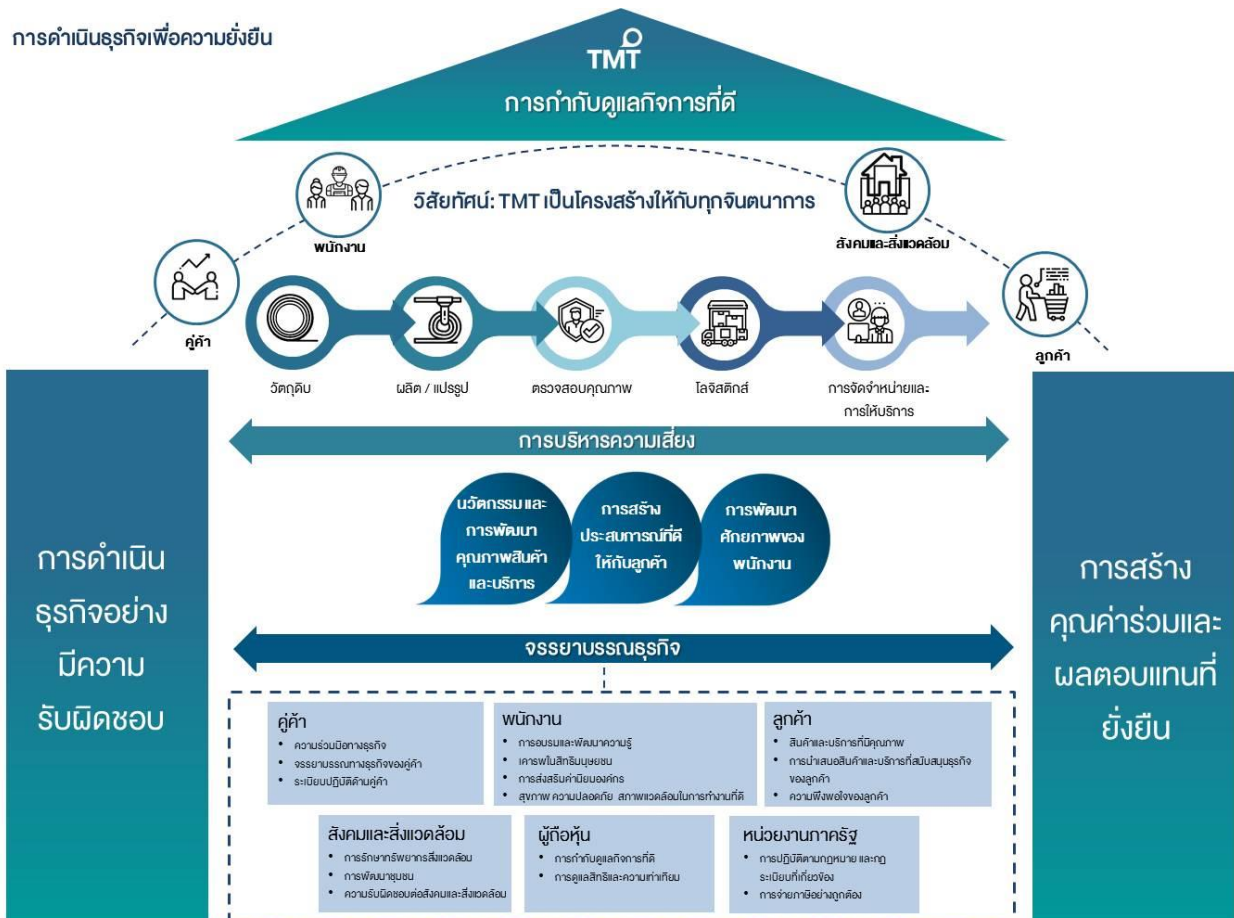 การดำเนินธุรกิจเพื่อความยั่งยืน
TMT
การกำกับดูแลกิจการที่ดี
วิสัยทัศน์: TMT เป็นโครงสร้างให้กับทุกจินตนาการ
พนักงาน
สังคมและสิ่งแวดล้อม
คู่ค้า
ลูกค้า
วัตถุดิบ
ผลิต / แปรรูป
ตรวจสอบคุณภาพ
โลจิสติกส์
การจัดจำหน่ายและ
การให้บริการ
การบริหารความเสี่ยง
นวัตกรรม และ
การพัฒนา
คุณภาพสินค้า
และบริการ
การสร้าง
ประสบการณ์ที่ดี
ให้กับลูกค้า
การพัฒนา
ศักยภาพของ
พนักงาน
การดำเนิน
ธุรกิจอย่าง
มีความ
รับผิดชอบ
การสร้าง
คุณค่าร่วมและ
ผลตอบแทนที่
ยั่งยืน
จรรยาบรรณธุรกิจ
คู่ค้า
• ความร่วมมือทางธุรกิจ
• จรรยาบรรณทางธุรกิจของคู่ค้า
• ระเบียบปฏิบัติด้านคู่ค้า
พนักงาน
• การอบรมและพัฒนาความรู้
• เคารพในสิทธิมนุษยชน
• การส่งเสริมค่านิยมองค์กร
• สุขภาพ ความปลอดภัย สภาพแวดล้อมในการทำงานที่ดี
ลูกค้า
• สินค้าและบริการที่มีคุณภาพ
• การนำเสนอสินค้าและบริการที่สนับสนุนธุรกิจ
ของลูกค้า
• ความพึงพอใจของลูกค้า
สังคมและสิ่งแวดล้อม
• การรักษาทรัพยากรสิ่งแวดล้อม
• การพัฒนาชุมชน
• ความรับผิดชอบต่อสังคมและสิ่งแวดล้อม
ผู้ถือหุ้น
• การกำกับดูแลกิจการที่ดี
• การดูแลสิทธิและความเท่าเทียม
หน่วยงานภาครัฐ
• การปฏิบัติตามกฎหมาย และกฎ
ระเบียบที่เกี่ยวข้อง
• การจ่ายภาษีอย่างถูกต้อง